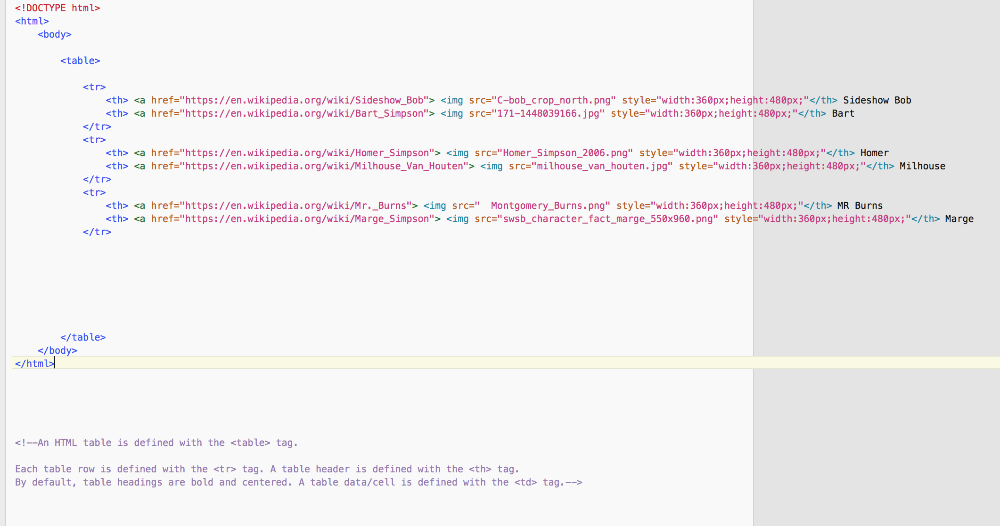 <!DOCTYPE html>
<html>
<body>
<table>
<tr>
<th> <a href="https://en.wikipedia.org/wiki/Sideshow_Bob"> <img src="C-bob_crop_north.png" style="width:360px;height:480px;"</th> Sideshow Bob
<th> <a href="https://en.wikipedia.org/wiki/Bart_Simpson"> <img src="171-1448039166.jpg" style="width:360px;height:480px;"</th> Bart
</tr>
<tr>
<th> <a href="https://en.wikipedia.org/wiki/Homer_Simpson"> <img src="Homer_Simpson_2006.png" style="width:360px;height:480px;"</th> Homer
<th> <a href="https://en.wikipedia.org/wiki/Milhouse_Van_Houten"> <img src="milhouse_van_houten.jpg" style="width:360px;height:480px;"</th> Milhouse
</tr>
<tr>
<th> <a href="https://en.wikipedia.org/wiki/Mr._Burns"> <img src="  Montgomery_Burns.png" style="width:360px;height:480px;"</th> MR Burns
<th> <a href="https://en.wikipedia.org/wiki/Marge_Simpson"> <img src="swsb_character_fact_marge_550x960.png" style="width:360px;height:480px;"</th> Marge
</tr>
</table>
</body>
</html>
<!--An HTML table is defined with the <table> tag.
Each table row is defined with the <tr> tag. A table header is defined with the <th> tag.
By default, table headings are bold and centered. A table data/cell is defined with the <td> tag.-->